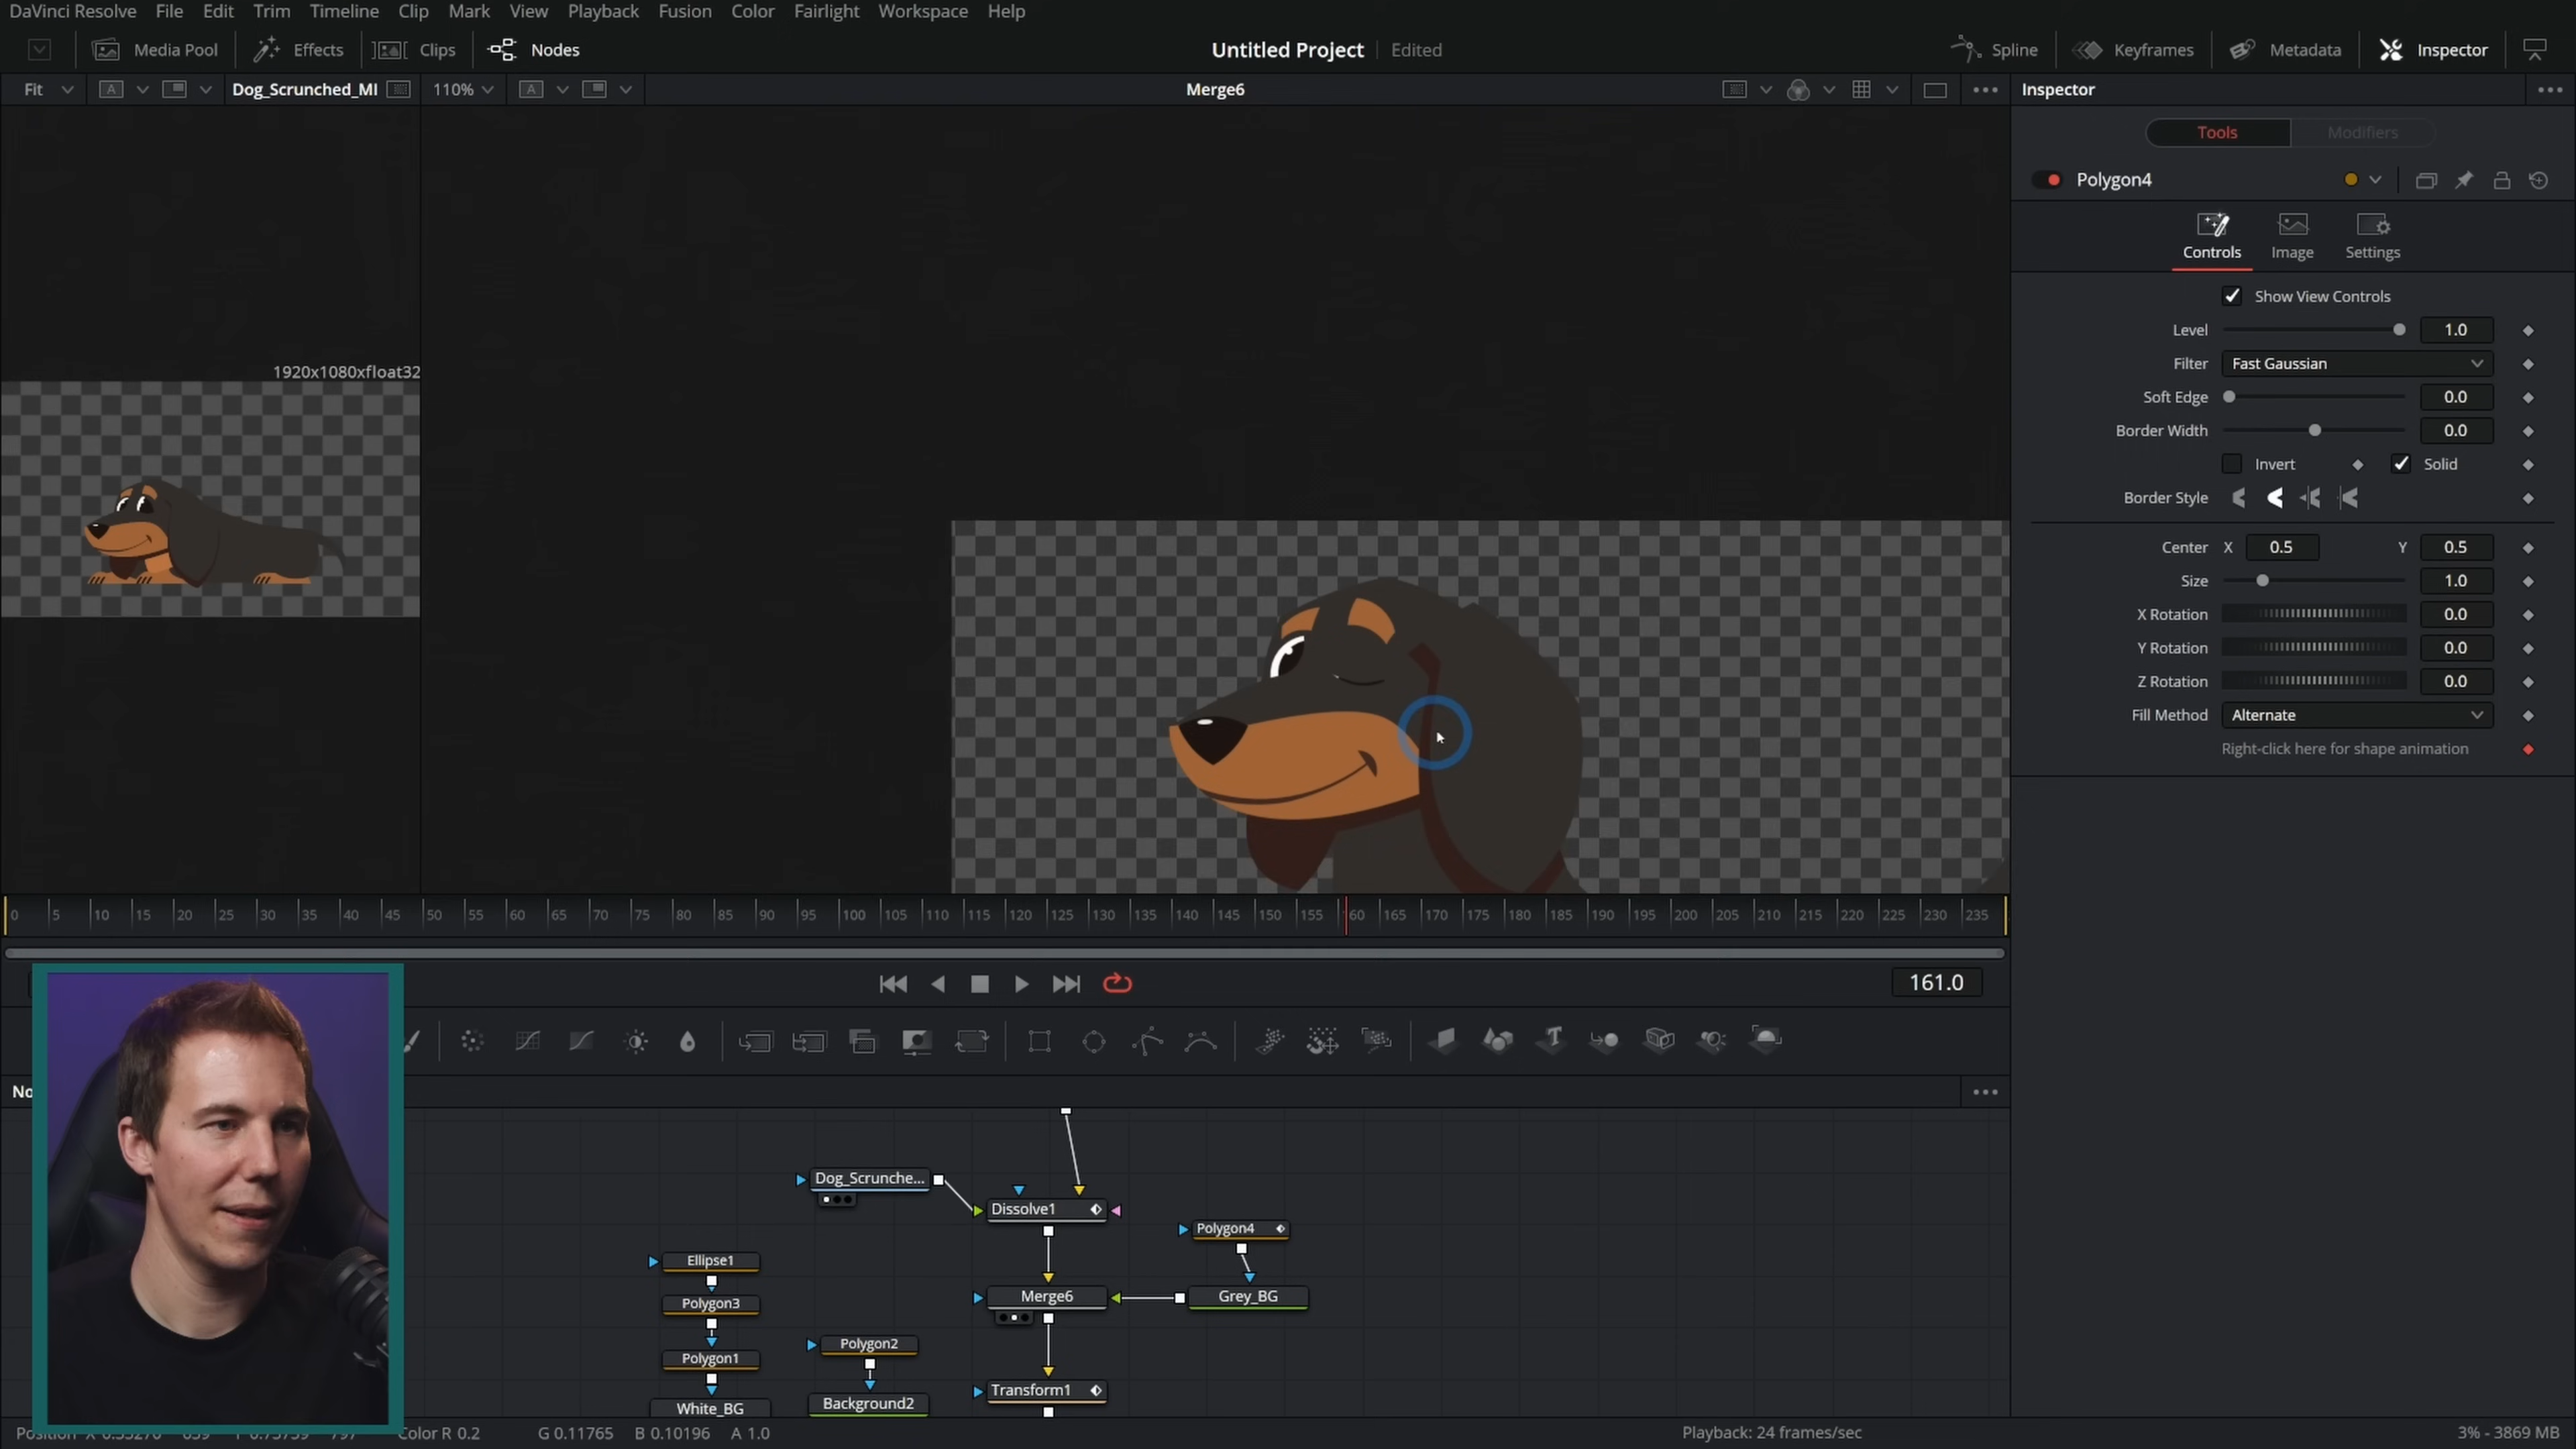 DaVinci Resolve File Edit Trim Timeline Clip Mark View Playback Fusion Color Fairlight Workspace Help
Media Pool Effects Clips Nodes Untitled Project Edited Spline Keyframes Metadata Inspector
Fit A Dog_Scrunched_MI 110% A Merge6 Inspector
Tools Modifiers
Polygon4
Controls Image Settings
Show View Controls
Level 1.0
Filter Fast Gaussian
Soft Edge 0.0
Border Width 0.0
Invert Solid
Border Style
Center X 0.5 Y 0.5
Size 1.0
X Rotation 0.0
Y Rotation 0.0
Z Rotation 0.0
Fill Method Alternate
Right-click here for shape animation
1920x1080xfloat32
0 5 10 15 20 25 30 35 40 45 50 55 60 65 70 75 80 85 90 95 100 105 110 115 120 125 130 135 140 145 150 155 60 165 170 175 180 185 190 195 200 205 210 215 220 225 230 235
161.0
No
Dog_Scrunche...
Dissolve1
Polygon4
Ellipse1
Merge6
Grey_BG
Polygon3
Polygon2
Polygon1
Transform1
Background2
White_BG
Color R 0.2 G 0.11765 B 0.10196 A 1.0 Playback: 24 frames/sec 3% - 3869 MB